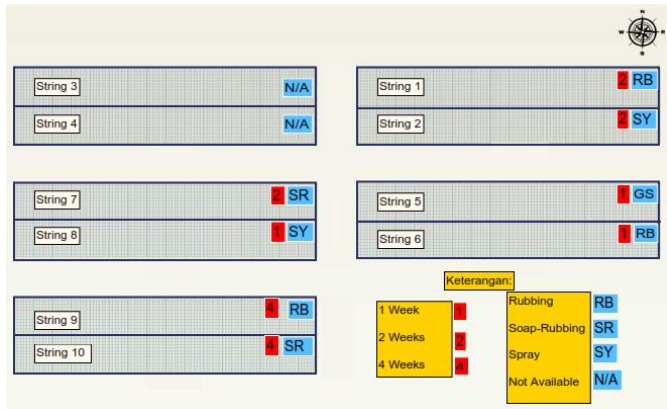 String 3 N/A
String 4 N/A
String 1 2 RB
String 2 2 SY
String 7 2 SR
String 8 1 SY
String 5 1 GS
String 6 1 RB
String 9 4 RB
String 10 4 SR
Keterangan:
1 Week 1
2 Weeks 2
4 Weeks 4
Rubbing RB
Soap-Rubbing SR
Spray SY
Not Available N/A